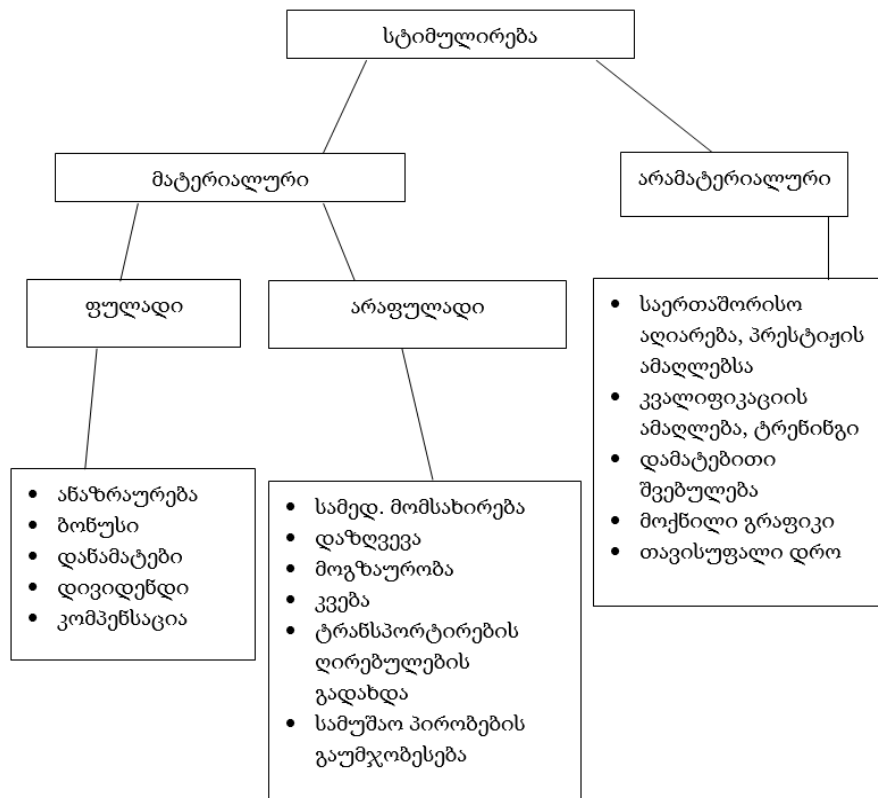 სტიმულირება
მატერიალური
არამატერიალური
ფულადი
არაფულადი
• ანაზრაურება
• ბონუსი
• დანამატები
• დივიდენდი
• კომპენსაცია
• სამედ. მომსახირება
• დაზღვევა
• მოგზაურობა
• კვება
• ტრანსპორტირების
ღირებულების
გადახდა
• სამუშაო პირობების
გაუმჯობესება
• საერთაშორისო
აღიარება, პრესტიჟის
ამაღლებსა
• კვალიფიკაციის
ამაღლება, ტრენინგი
• დამატებითი
შვებულება
• მოქნილი გრაფიკი
• თავისუფალი დრო